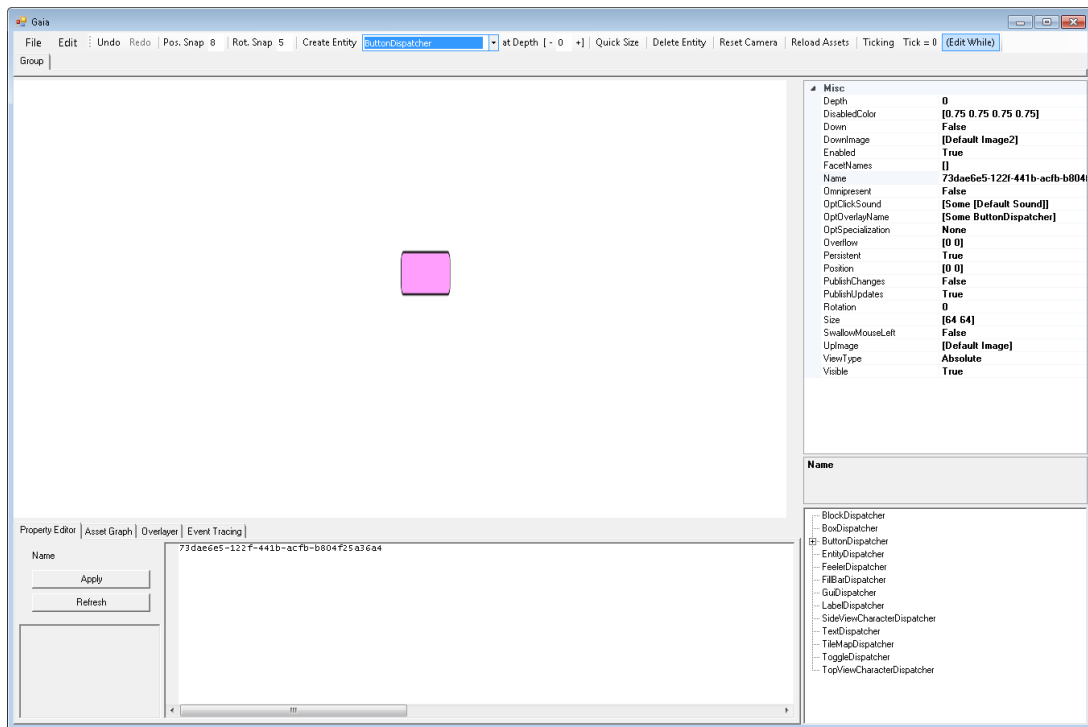 Gaia
File Edit Undo Redo Pos. Snap 8 Rot. Snap 5 Create Entity ButtonDispatcher at Depth [ - 0 +] Quick Size Delete Entity Reset Camera Reload Assets Ticking Tick = 0 (Edit While)
Group
Misc
Depth 0
DisabledColor [0.75 0.75 0.75 0.75]
Down False
DownImage [Default Image2]
Enabled True
FacetNames []
Name 73dae6e5-122f-441b-acfb-b804f
Omnipresent False
OptClickSound [Some [Default Sound]]
OptOverlayName [Some ButtonDispatcher]
OptSpecialization None
Overflow [0 0]
Persistent True
Position [0 0]
PublishChanges False
PublishUpdates True
Rotation 0
Size [64 64]
SwallowMouseLeft False
UpImage [Default Image]
ViewType Absolute
Visible True
Name
Property Editor Asset Graph Overlayer Event Tracing
Name
73dae6e5-122f-441b-acfb-b804f25a36a4
Apply
Refresh
BlockDispatcher
BoxDispatcher
ButtonDispatcher
EntityDispatcher
FeelerDispatcher
FillBarDispatcher
GuiDispatcher
LabelDispatcher
SideViewCharacterDispatcher
TextDispatcher
TileMapDispatcher
ToggleDispatcher
TopViewCharacterDispatcher